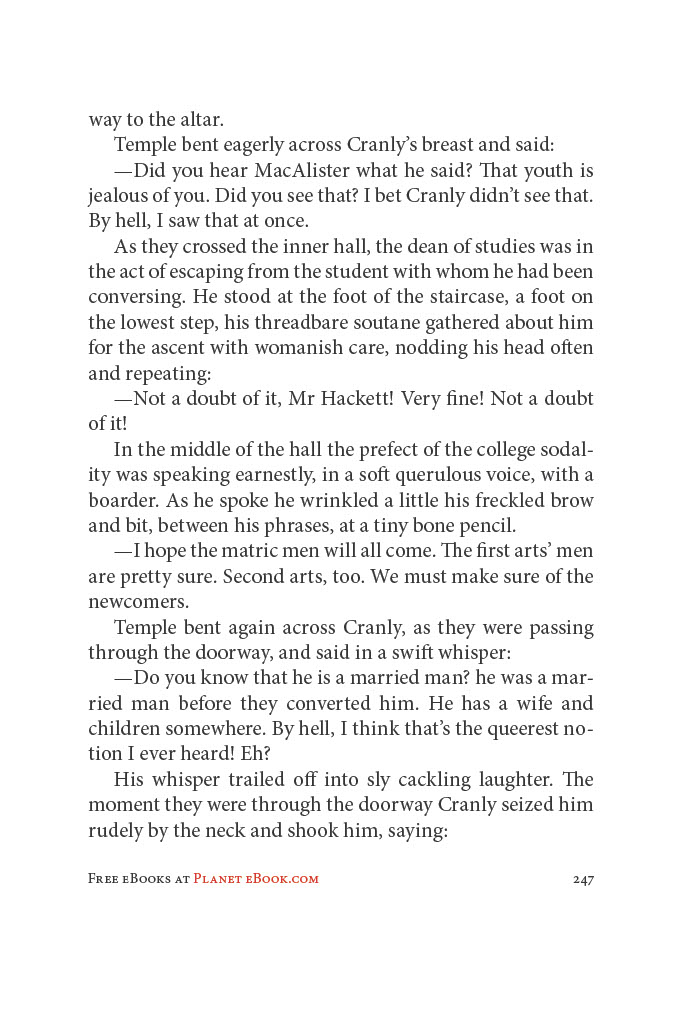 way to the altar.
Temple bent eagerly across Cranly’s breast and said:
—Did you hear MacAlister what he said? That youth is
jealous of you. Did you see that? I bet Cranly didn’t see that.
By hell, I saw that at once.
As they crossed the inner hall, the dean of studies was in
the act of escaping from the student with whom he had been
conversing. He stood at the foot of the staircase, a foot on
the lowest step, his threadbare soutane gathered about him
for the ascent with womanish care, nodding his head often
and repeating:
—Not a doubt of it, Mr Hackett! Very fine! Not a doubt
of it!
In the middle of the hall the prefect of the college sodal-
ity was speaking earnestly, in a soft querulous voice, with a
boarder. As he spoke he wrinkled a little his freckled brow
and bit, between his phrases, at a tiny bone pencil.
—I hope the matric men will all come. The first arts’ men
are pretty sure. Second arts, too. We must make sure of the
newcomers.
Temple bent again across Cranly, as they were passing
through the doorway, and said in a swift whisper:
—Do you know that he is a married man? he was a mar-
ried man before they converted him. He has a wife and
children somewhere. By hell, I think that’s the queerest no-
tion I ever heard! Eh?
His whisper trailed off into sly cackling laughter. The
moment they were through the doorway Cranly seized him
rudely by the neck and shook him, saying:
Free eBooks at Planet eBook.com
247